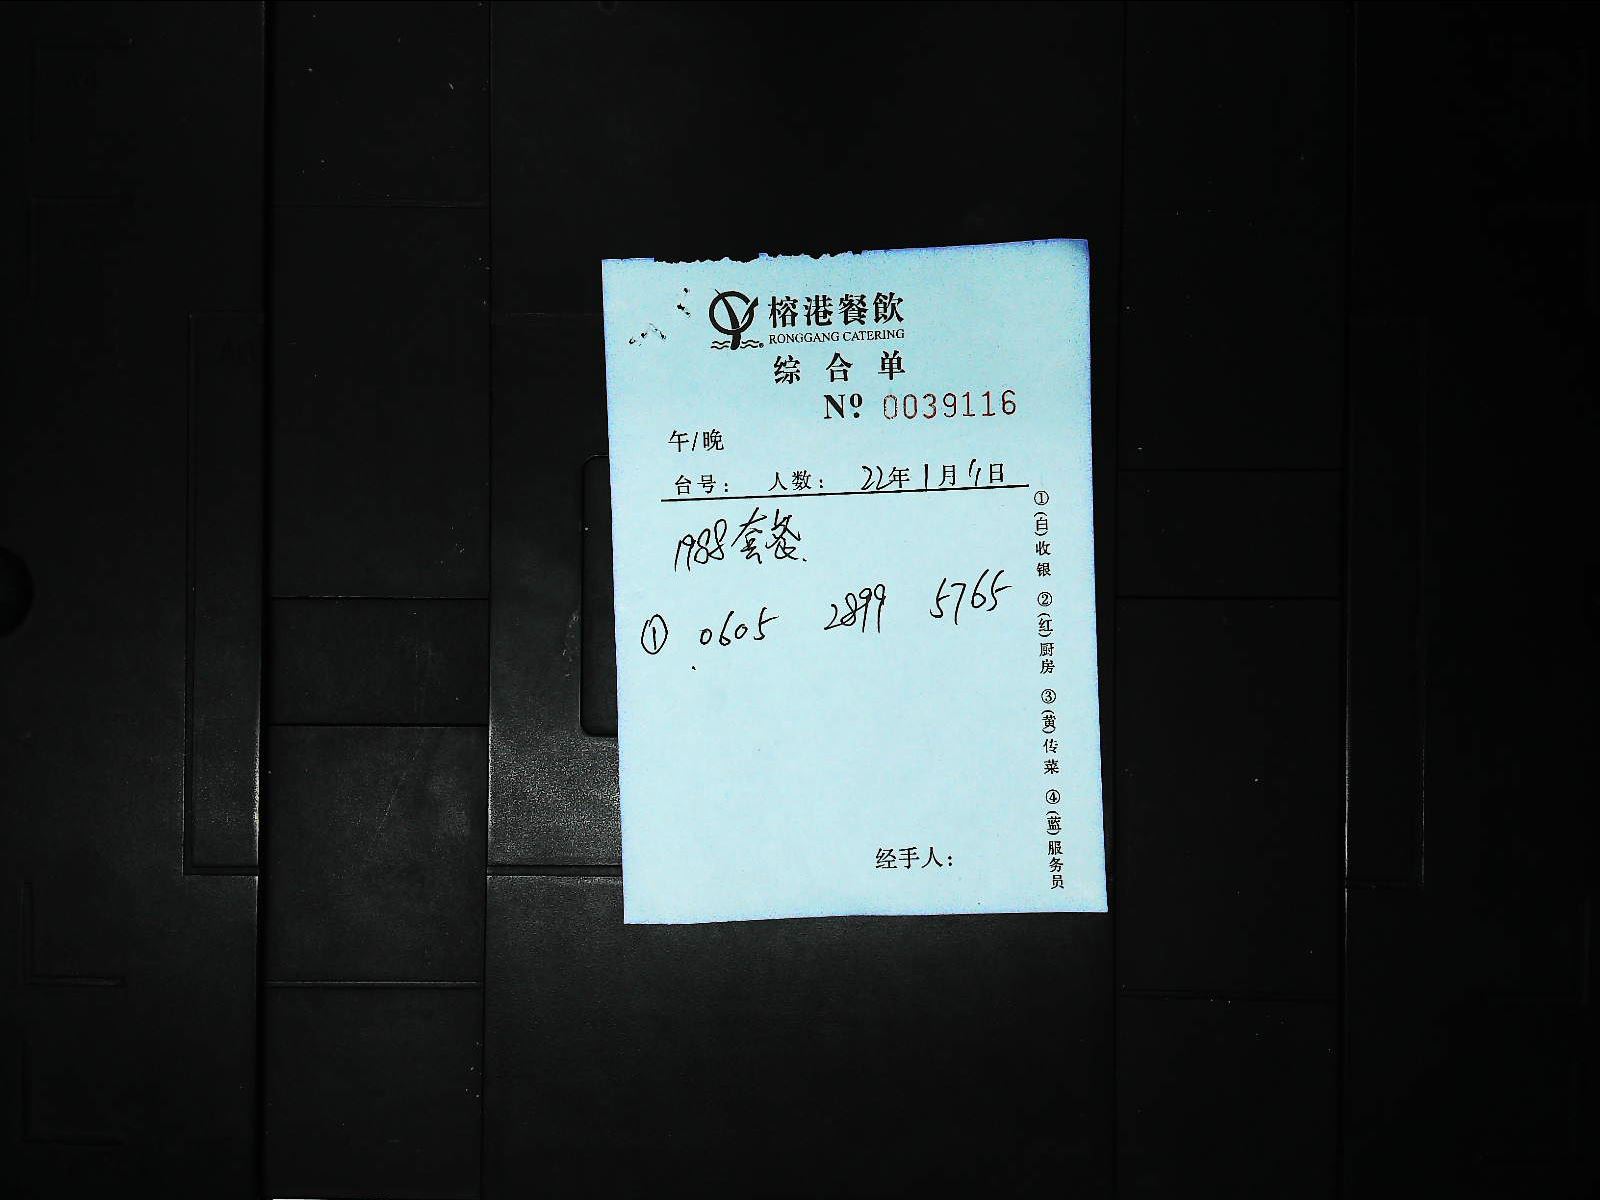 榕港餐飲
RONGGANG CATERING
综合单
Nº 0039116
午/晚
台号： 人数： 22年1月11日
1988套餐.
① 0605 2899 5765
经手人：
①(白)收银 ②(红)厨房 ③(黄)传菜 ④(蓝)服务员